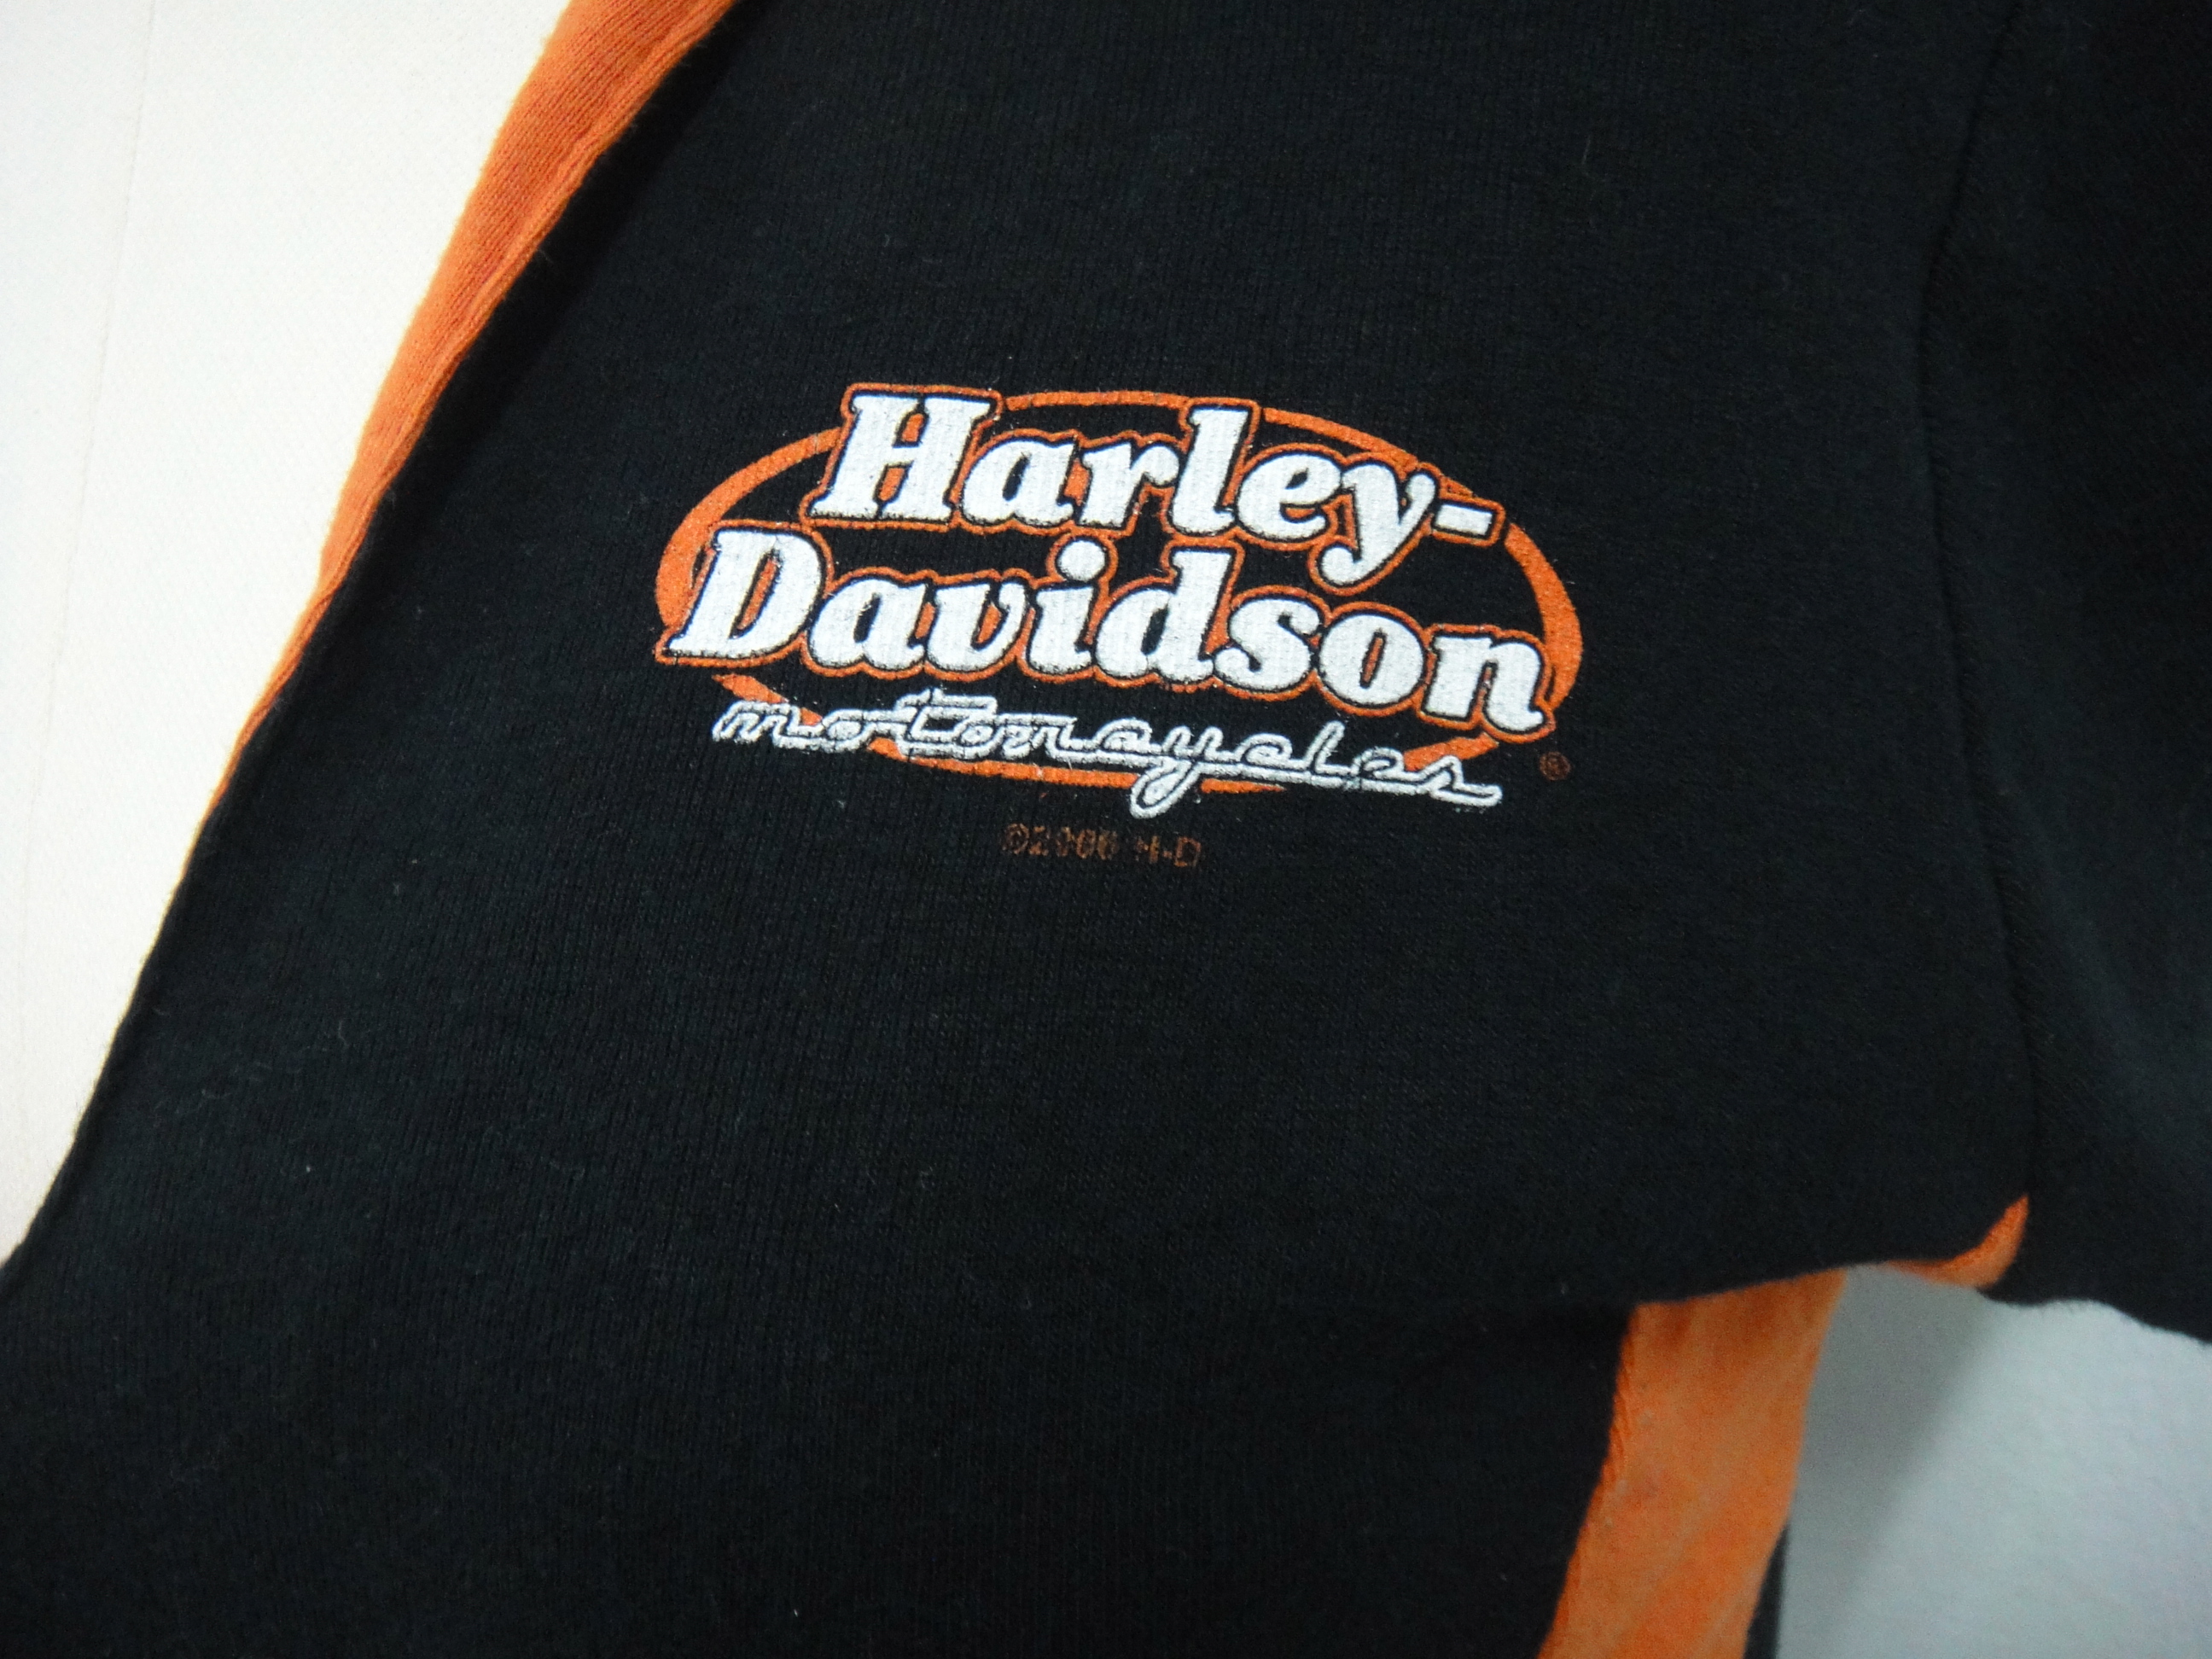 Harley-
Davidson
motorcycles
®
H-D